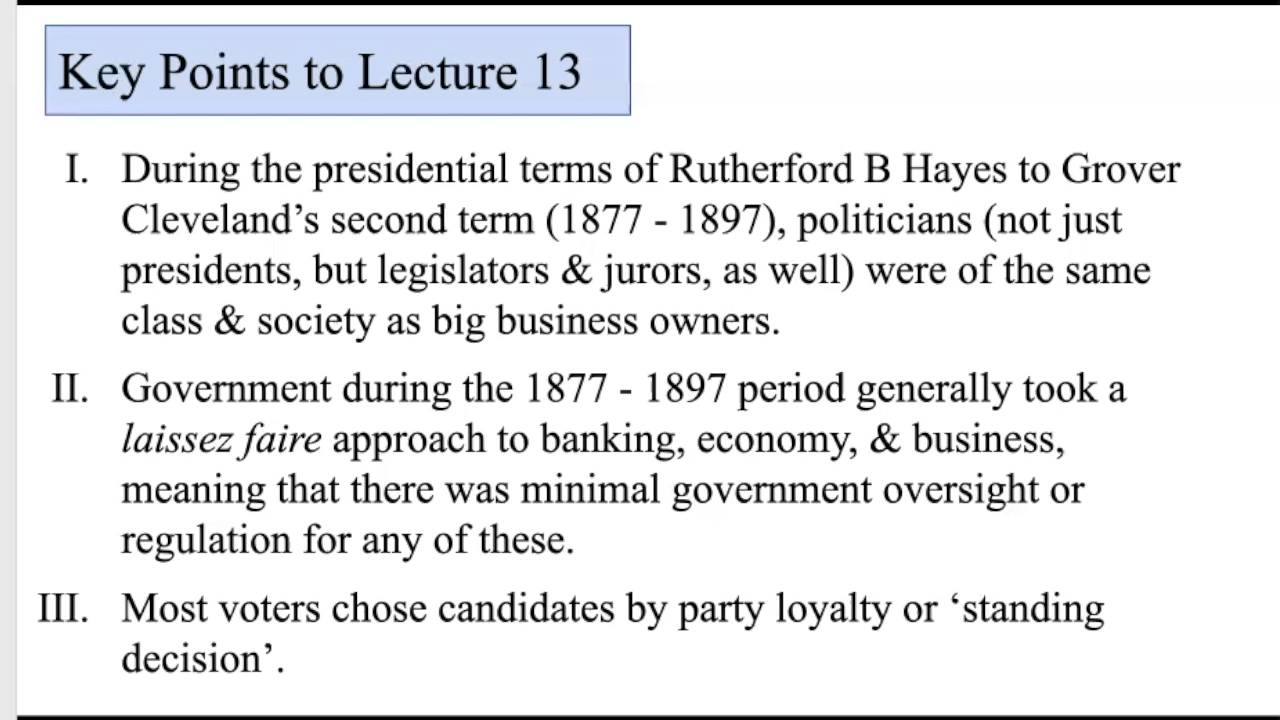 Key Points to Lecture 13
I. During the presidential terms of Rutherford B Hayes to Grover
Cleveland’s second term (1877 - 1897), politicians (not just
presidents, but legislators & jurors, as well) were of the same
class & society as big business owners.
II. Government during the 1877 - 1897 period generally took a
laissez faire approach to banking, economy, & business,
meaning that there was minimal government oversight or
regulation for any of these.
III. Most voters chose candidates by party loyalty or ‘standing
decision’.